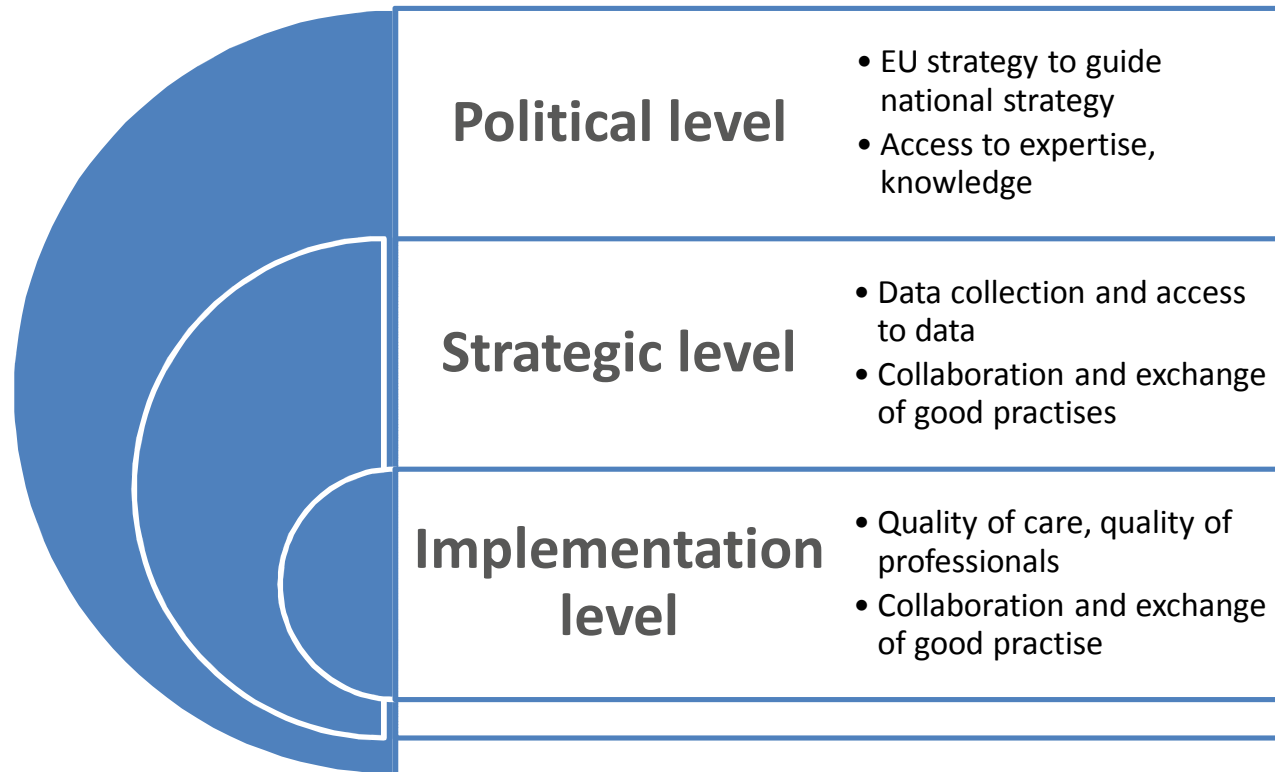 Political level
• EU strategy to guide
national strategy
• Access to expertise,
knowledge
Strategic level
• Data collection and access
to data
• Collaboration and exchange
of good practises
Implementation
level
• Quality of care, quality of
professionals
• Collaboration and exchange
of good practise